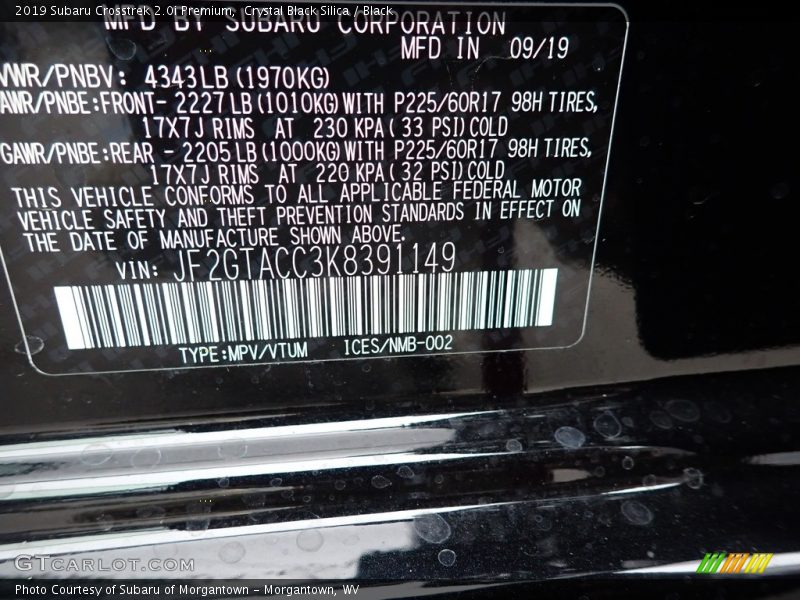 2019 Subaru Crosstrek 2.0i Premium, Crystal Black Silica / Black
MFD BY SUBARU CORPORATION
MFD IN 09/19
VWR/PNBV: 4343LB (1970KG)
AWR/PNBE:FRONT- 2227 LB (1010KG) WITH P225/60R17 98H TIRES,
17X7J RIMS AT 230 KPA ( 33 PSI) COLD
GAWR/PNBE:REAR - 2205 LB (1000KG) WITH P225/60R17 98H TIRES,
17X7J RIMS AT 220 KPA ( 32 PSI) COLD
THIS VEHICLE CONFORMS TO ALL APPLICABLE FEDERAL MOTOR
VEHICLE SAFETY AND THEFT PREVENTION STANDARDS IN EFFECT ON
THE DATE OF MANUFACTURE SHOWN ABOVE.
VIN: JF2GTACC3K8391149
TYPE:MPV/VTUM ICES/NMB-002
GTCARLOT.COM
Photo Courtesy of Subaru of Morgantown - Morgantown, WV